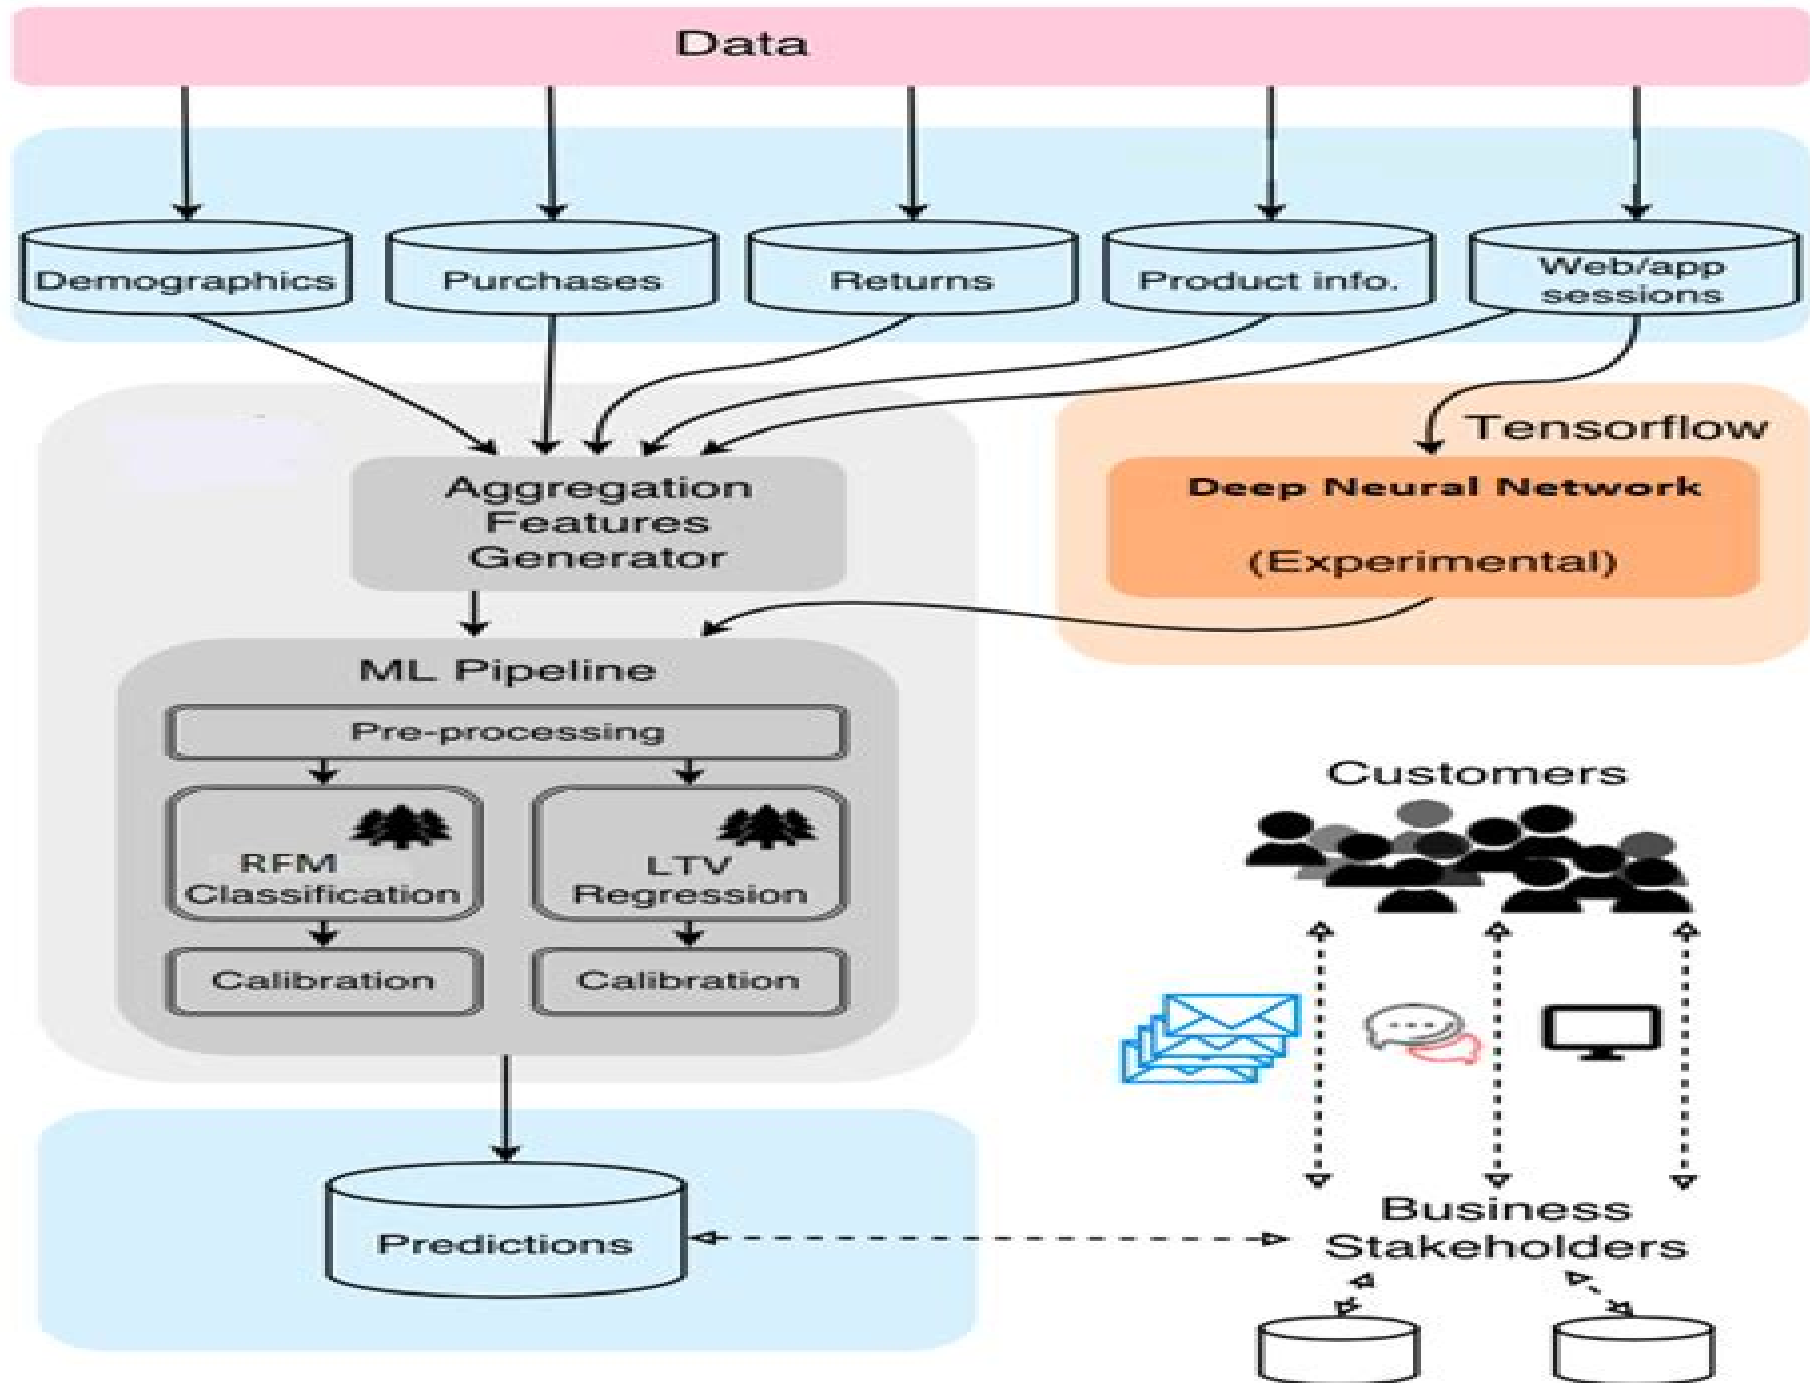 Data
Demographics
Purchases
Returns
Product info.
Web/app
sessions
Tensorflow
Aggregation
Features
Generator
Deep Neural Network
(Experimental)
ML Pipeline
Pre-processing
RFM
Classification
LTV
Regression
Calibration
Calibration
Customers
Predictions
Business
Stakeholders